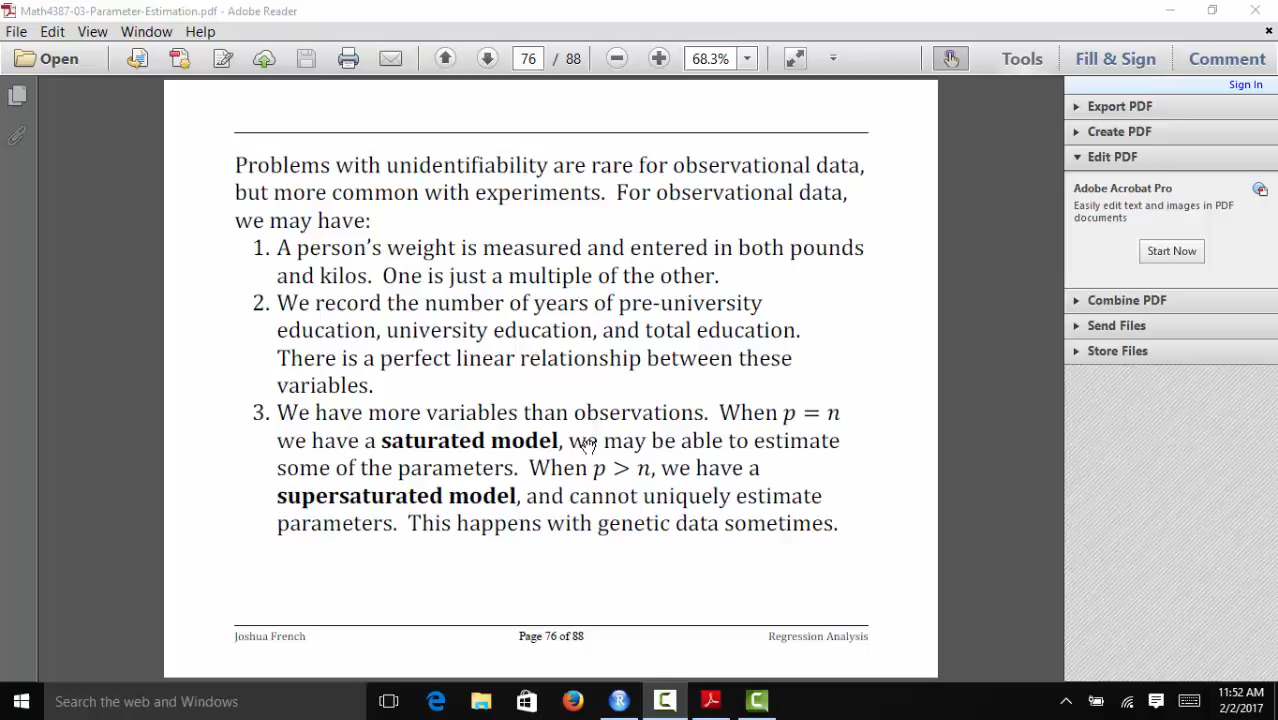 Math4387-03-Parameter-Estimation.pdf - Adobe Reader
File Edit View Window Help
Open 76 / 88 68.3% Tools Fill & Sign Comment
Sign In
Export PDF
Create PDF
Edit PDF
Adobe Acrobat Pro
Easily edit text and images in PDF
documents
Start Now
Combine PDF
Send Files
Store Files
Problems with unidentifiability are rare for observational data,
but more common with experiments. For observational data,
we may have:
1. A person’s weight is measured and entered in both pounds
and kilos. One is just a multiple of the other.
2. We record the number of years of pre-university
education, university education, and total education.
There is a perfect linear relationship between these
variables.
3. We have more variables than observations. When p = n
we have a saturated model, we may be able to estimate
some of the parameters. When p > n, we have a
supersaturated model, and cannot uniquely estimate
parameters. This happens with genetic data sometimes.
Joshua French Page 76 of 88 Regression Analysis
Search the web and Windows
11:52 AM
2/2/2017